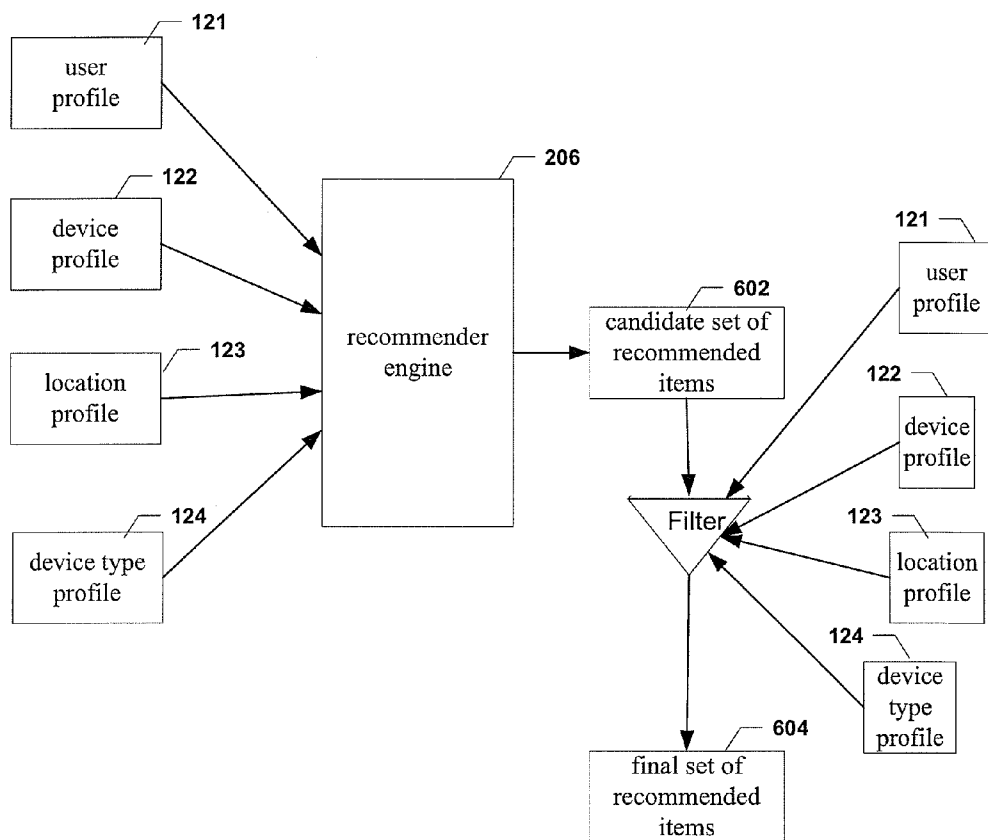 121
user
profile
122
device
profile
123
location
profile
124
device type
profile
206
recommender
engine
602
candidate set of
recommended
items
Filter
604
final set of
recommended
items
121
user
profile
122
device
profile
123
location
profile
124
device
type
profile